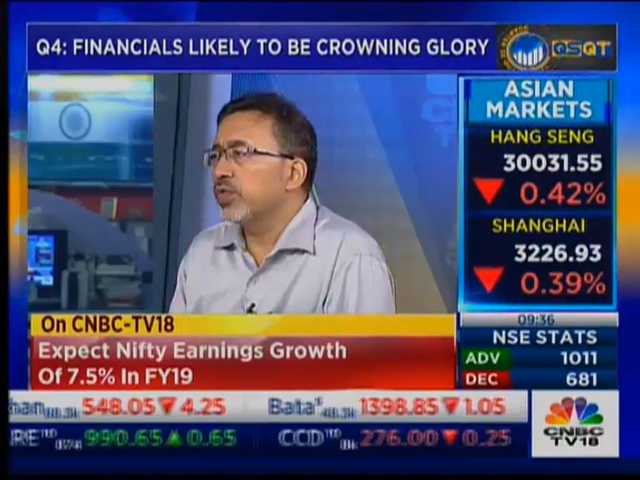 Q4: FINANCIALS LIKELY TO BE CROWNING GLORY
QSQT
ASIAN
MARKETS
HANG SENG
30031.55
0.42%
SHANGHAI
3226.93
0.39%
On CNBC-TV18
Expect Nifty Earnings Growth
Of 7.5% In FY19
09:36
NSE STATS
ADV 1011
DEC 681
548.05 4.25 Bata 1398.85 1.05
990.65 0.65 CCD 276.00 0.25
CNBC
TV18